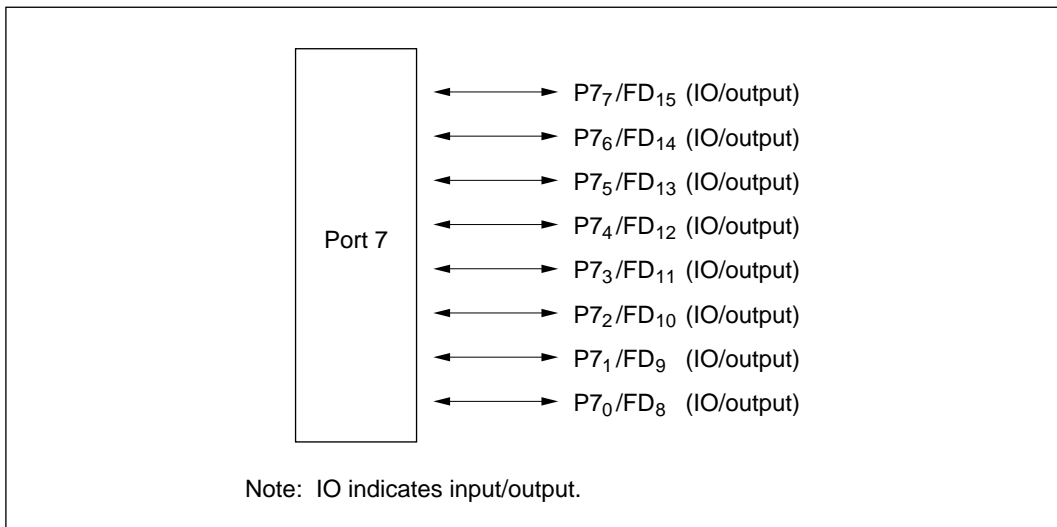 P7₇/FD₁₅ (IO/output)
P7₆/FD₁₄ (IO/output)
P7₅/FD₁₃ (IO/output)
P7₄/FD₁₂ (IO/output)
Port 7
P7₃/FD₁₁ (IO/output)
P7₂/FD₁₀ (IO/output)
P7₁/FD₉ (IO/output)
P7₀/FD₈ (IO/output)
Note: IO indicates input/output.